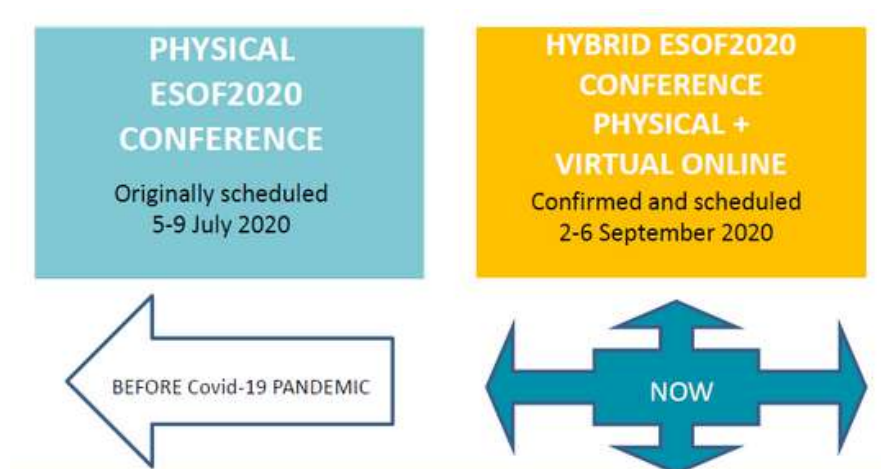 PHYSICAL
ESOF2020
CONFERENCE
Originally scheduled
5-9 July 2020
HYBRID ESOF2020
CONFERENCE
PHYSICAL +
VIRTUAL ONLINE
Confirmed and scheduled
2-6 September 2020
BEFORE Covid-19 PANDEMIC
NOW